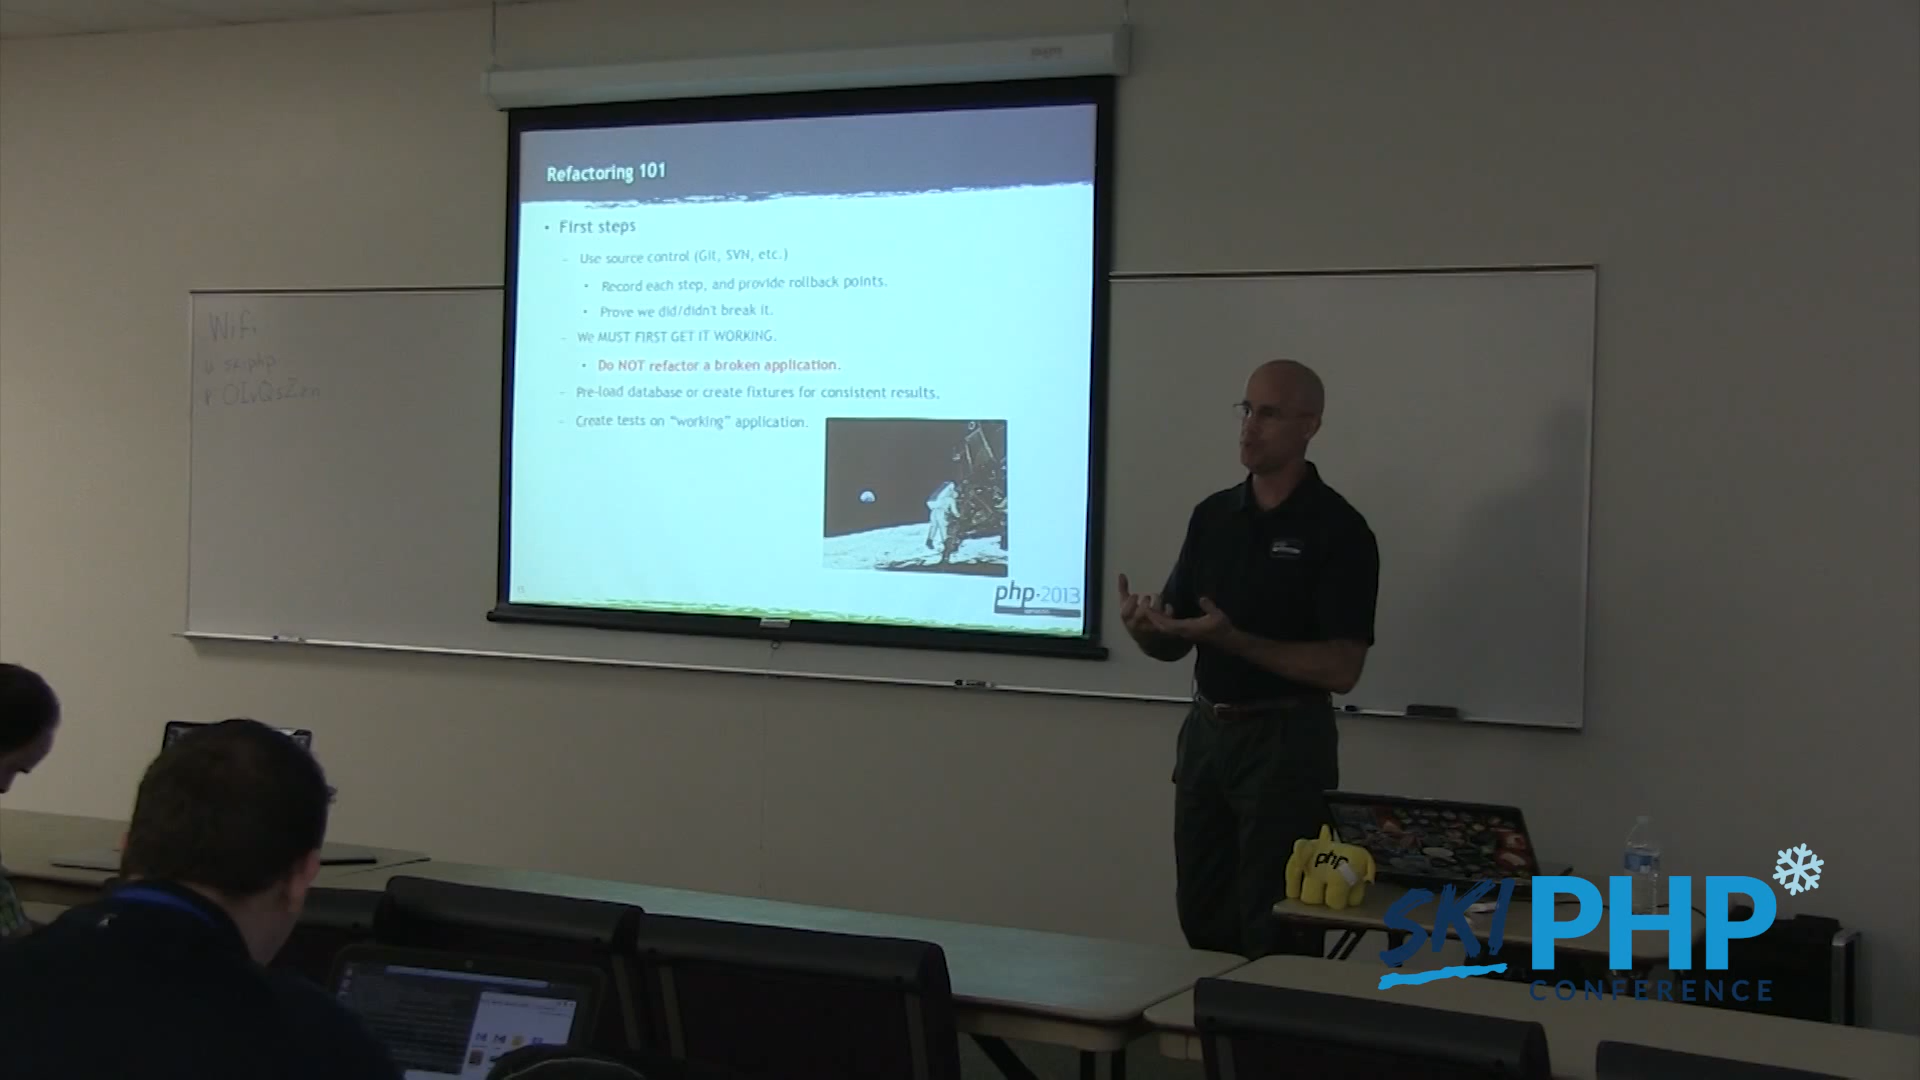 Refactoring 101
• First steps
– Use source control (Git, SVN, etc.)
• Record each step, and provide rollback points.
• Prove we did/didn't break it.
– We MUST FIRST GET IT WORKING.
• Do NOT refactor a broken application.
– Pre-load database or create fixtures for consistent results.
– Create tests on "working" application.
php·2013
Wifi
skiphp
php
SKI PHP
CONFERENCE